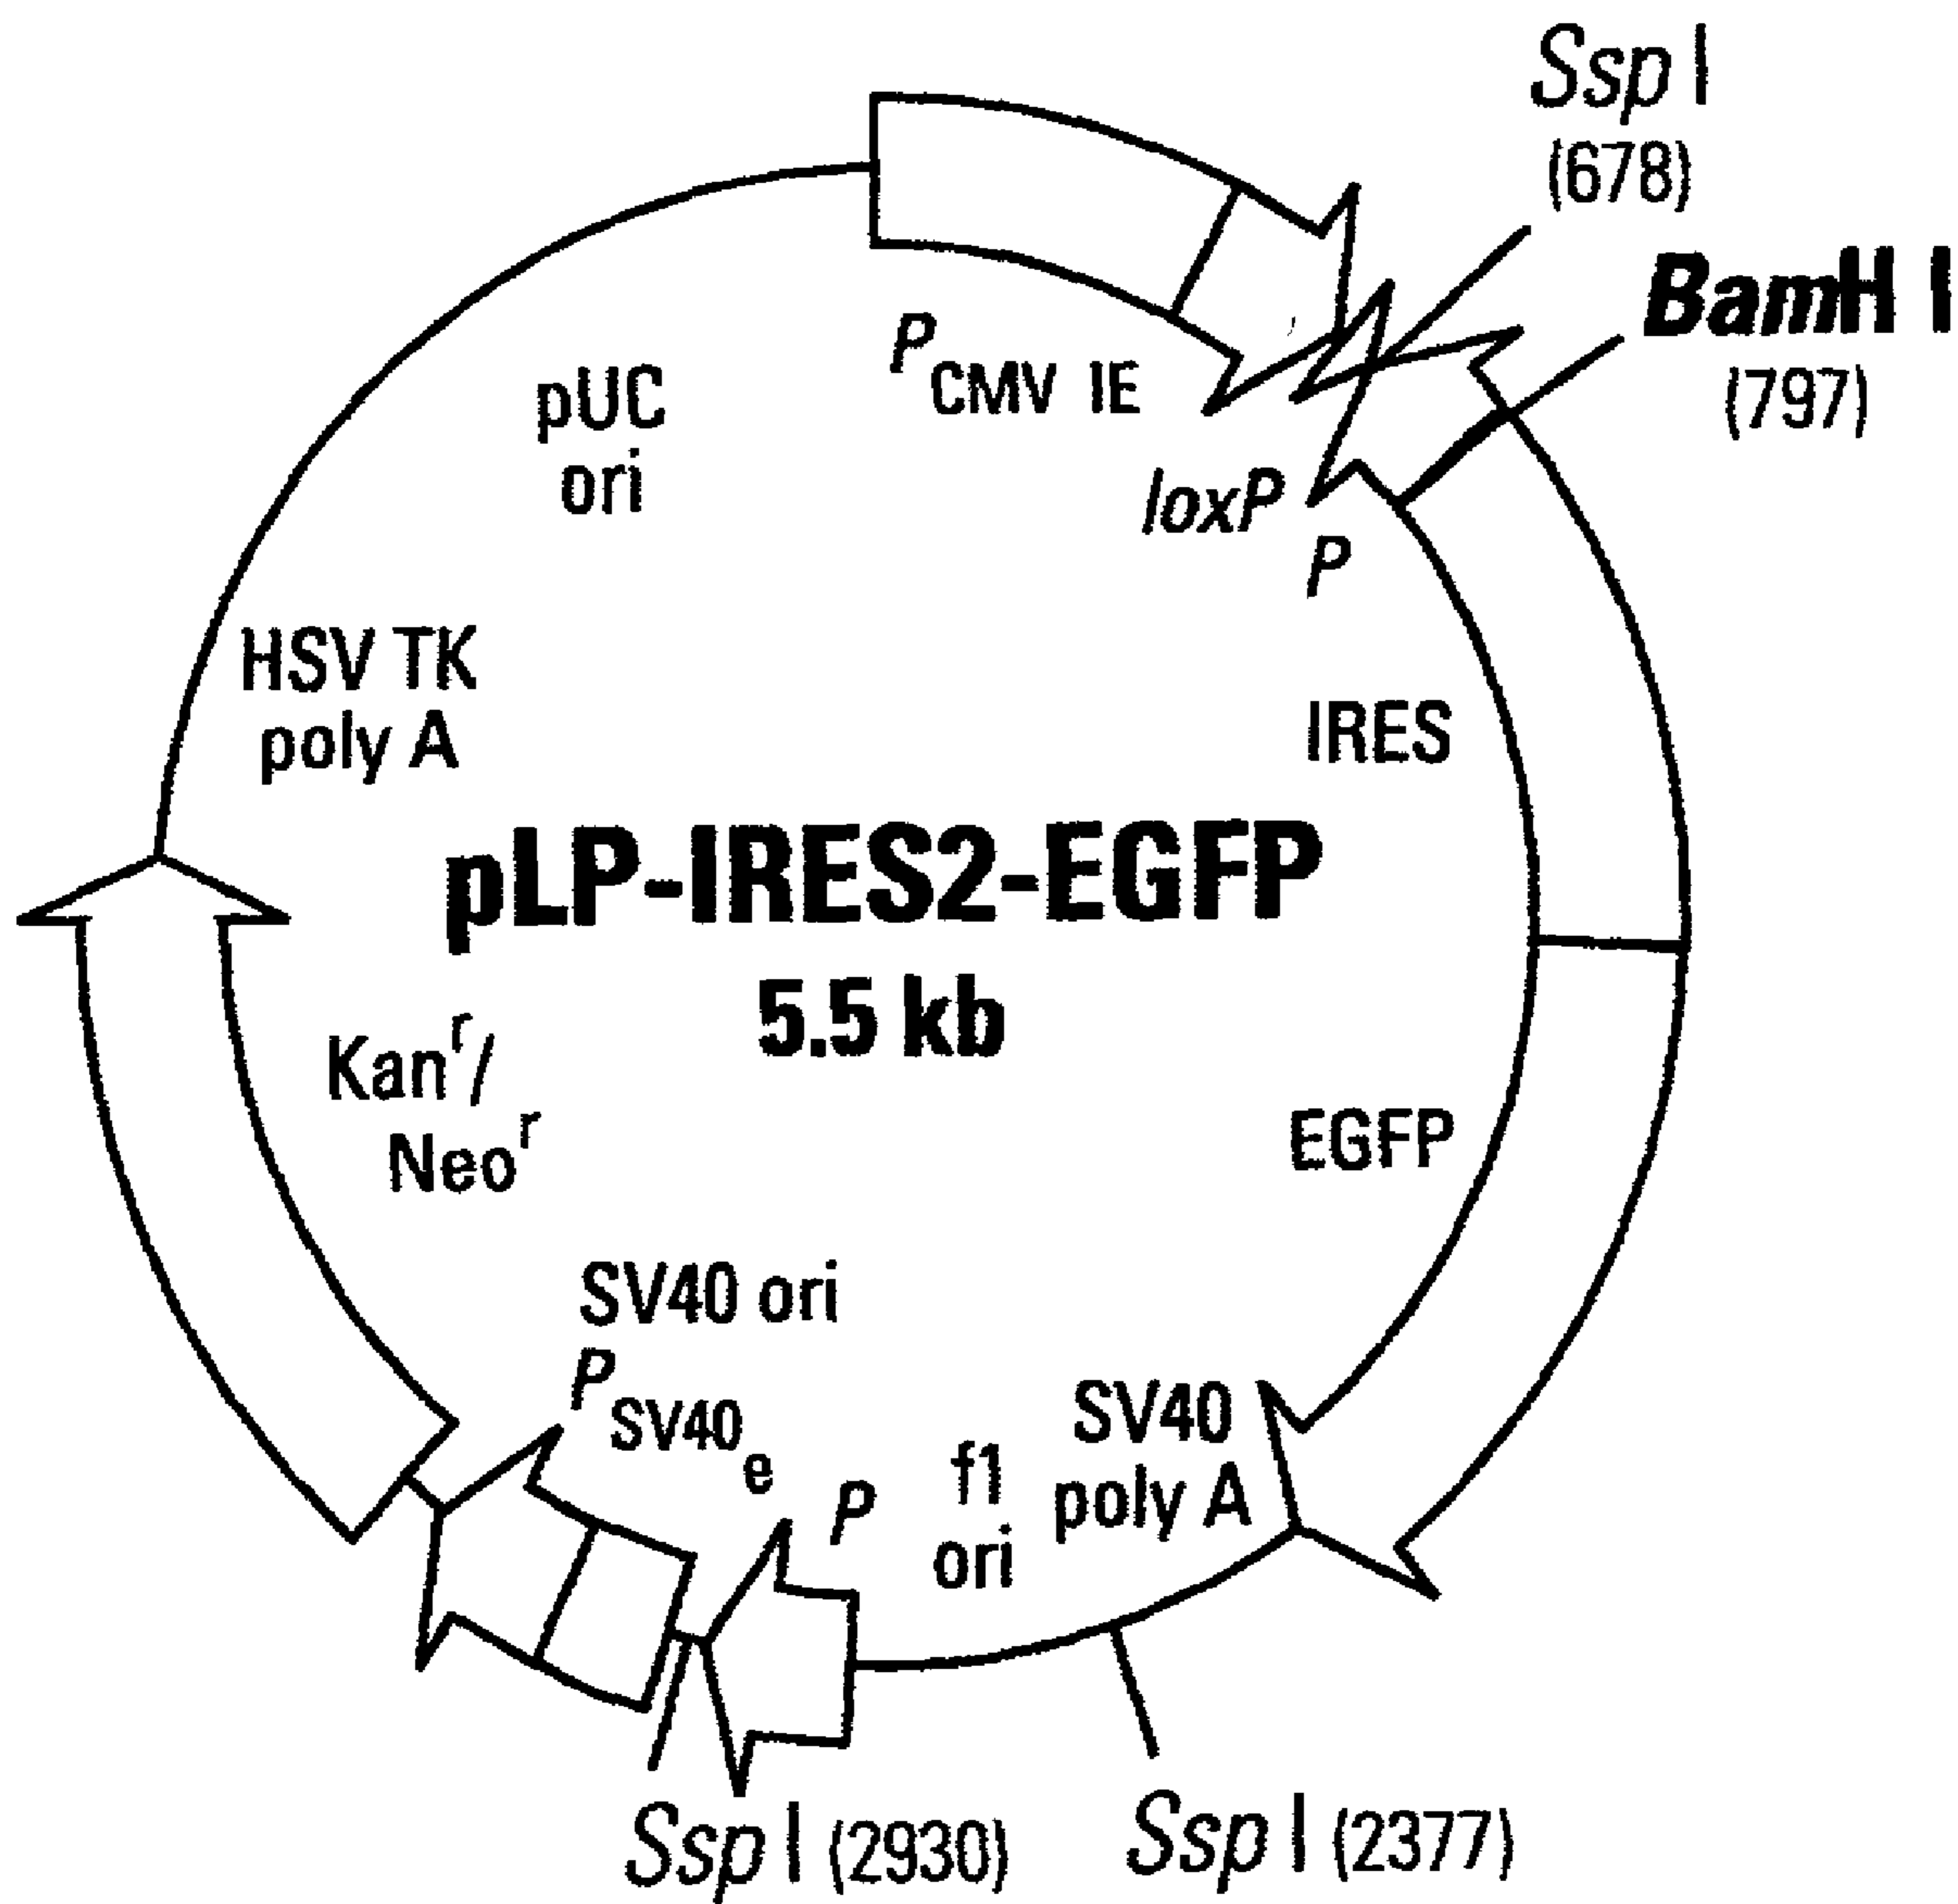 Ssp I
(678)
BamH I
(797)
P CMV IE
pUC
ori
loxP
P
HSV TK
poly A
IRES
pLP-IRES2-EGFP
5.5 kb
Kan r /
Neo r
EGFP
SV40 ori
P SV40 e
SV40
poly A
f1
ori
P
Ssp I (2930)
Ssp I (2377)